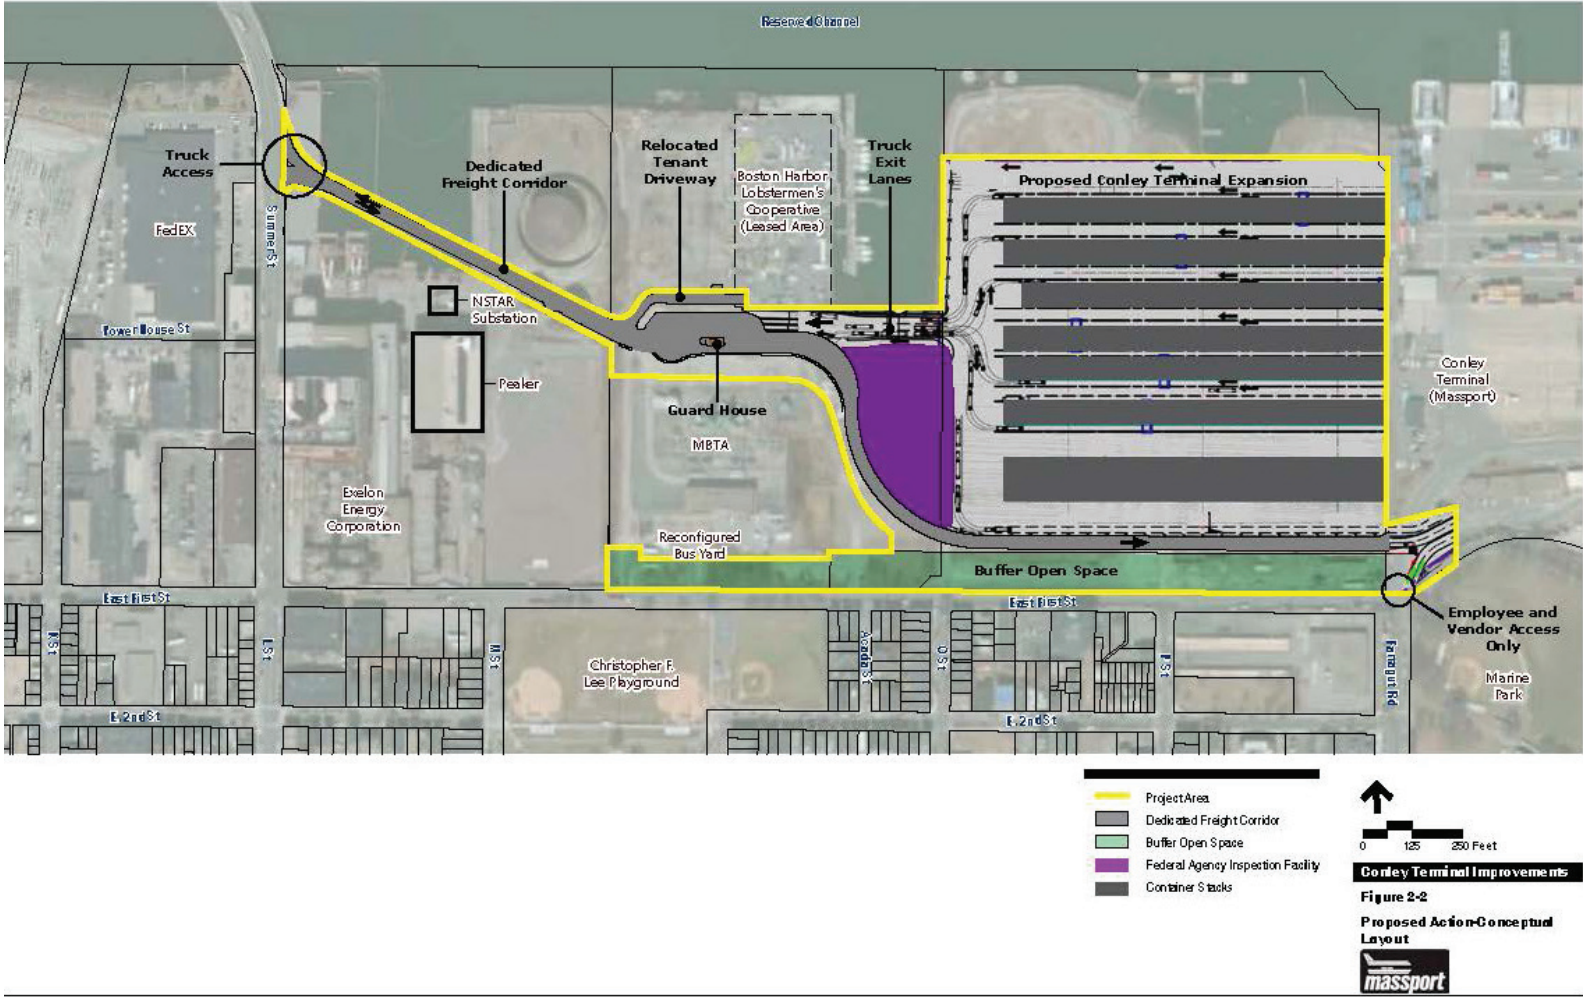 Reserved Channel
Truck
Access
Dedicated
Freight Corridor
Relocated
Tenant
Driveway
Boston Harbor
Lobstermen's
Cooperative
(Leased Area)
Truck
Exit
Lanes
Proposed Conley Terminal Expansion
FedEX
Summer St
NSTAR
Substation
Power House St
Peaker
Guard House
MBTA
Conley
Terminal
(Massport)
Exelon
Energy
Corporation
Reconfigured
Bus Yard
Buffer Open Space
East First St
East First St
Employee and
Vendor Access
Only
K St
L St
M St
Christopher F.
Lee Playground
Acadia St
O St
P St
Farragut Rd
Marine
Park
E. 2nd St
E. 2nd St
Project Area
Dedicated Freight Corridor
Buffer Open Space
Federal Agency Inspection Facility
Container Stacks
0 125 250 Feet
Conley Terminal Improvements
Figure 2-2
Proposed Action-Conceptual
Layout
massport